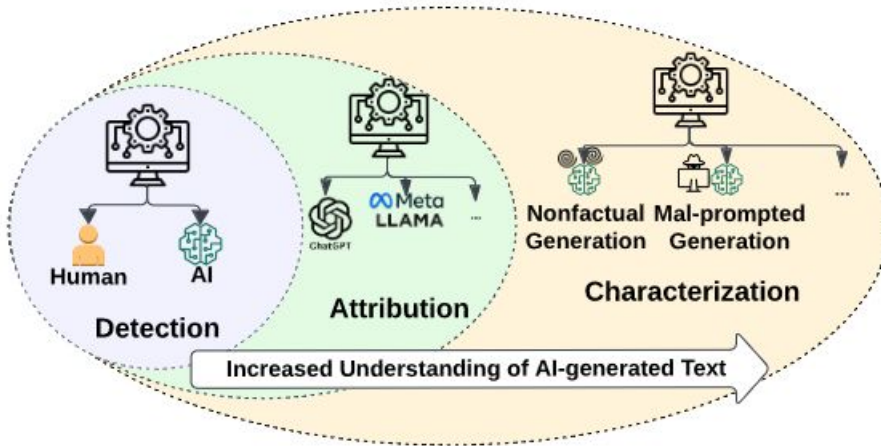 Human
AI
Detection
ChatGPT
Meta
LLAMA
...
Attribution
Nonfactual
Generation
Mal-prompted
Generation
...
Characterization
Increased Understanding of AI-generated Text